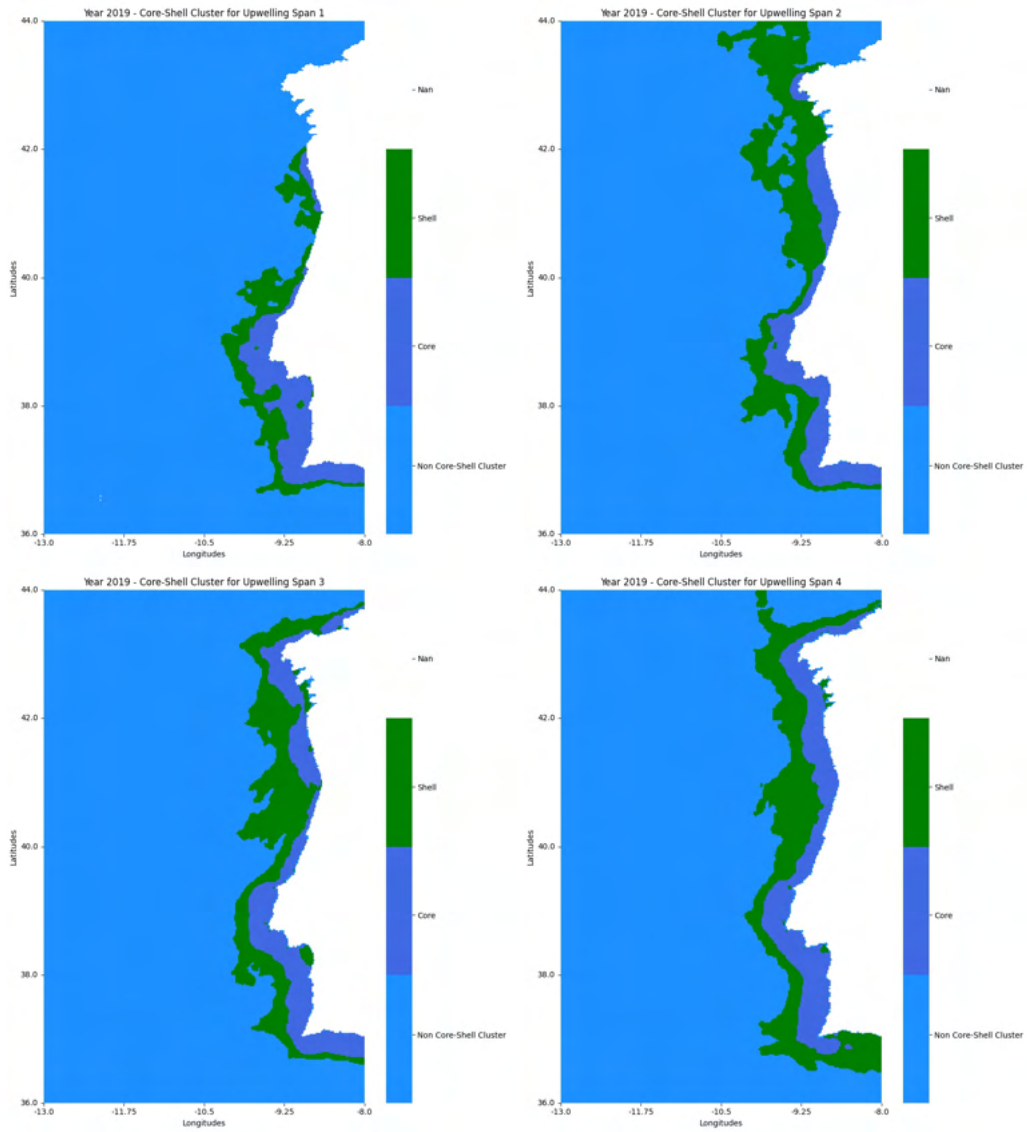 Year 2019 - Core-Shell Cluster for Upwelling Span 1
44.0
42.0
40.0
38.0
36.0
Latitudes
-13.0 -11.75 -10.5 -9.25 -8.0
Longitudes
Nan
Shell
Core
Non Core-Shell Cluster
Year 2019 - Core-Shell Cluster for Upwelling Span 2
44.0
42.0
40.0
38.0
36.0
Latitudes
-13.0 -11.75 -10.5 -9.25 -8.0
Longitudes
Nan
Shell
Core
Non Core-Shell Cluster
Year 2019 - Core-Shell Cluster for Upwelling Span 3
44.0
42.0
40.0
38.0
36.0
Latitudes
-13.0 -11.75 -10.5 -9.25 -8.0
Longitudes
Nan
Shell
Core
Non Core-Shell Cluster
Year 2019 - Core-Shell Cluster for Upwelling Span 4
44.0
42.0
40.0
38.0
36.0
Latitudes
-13.0 -11.75 -10.5 -9.25 -8.0
Longitudes
Nan
Shell
Core
Non Core-Shell Cluster